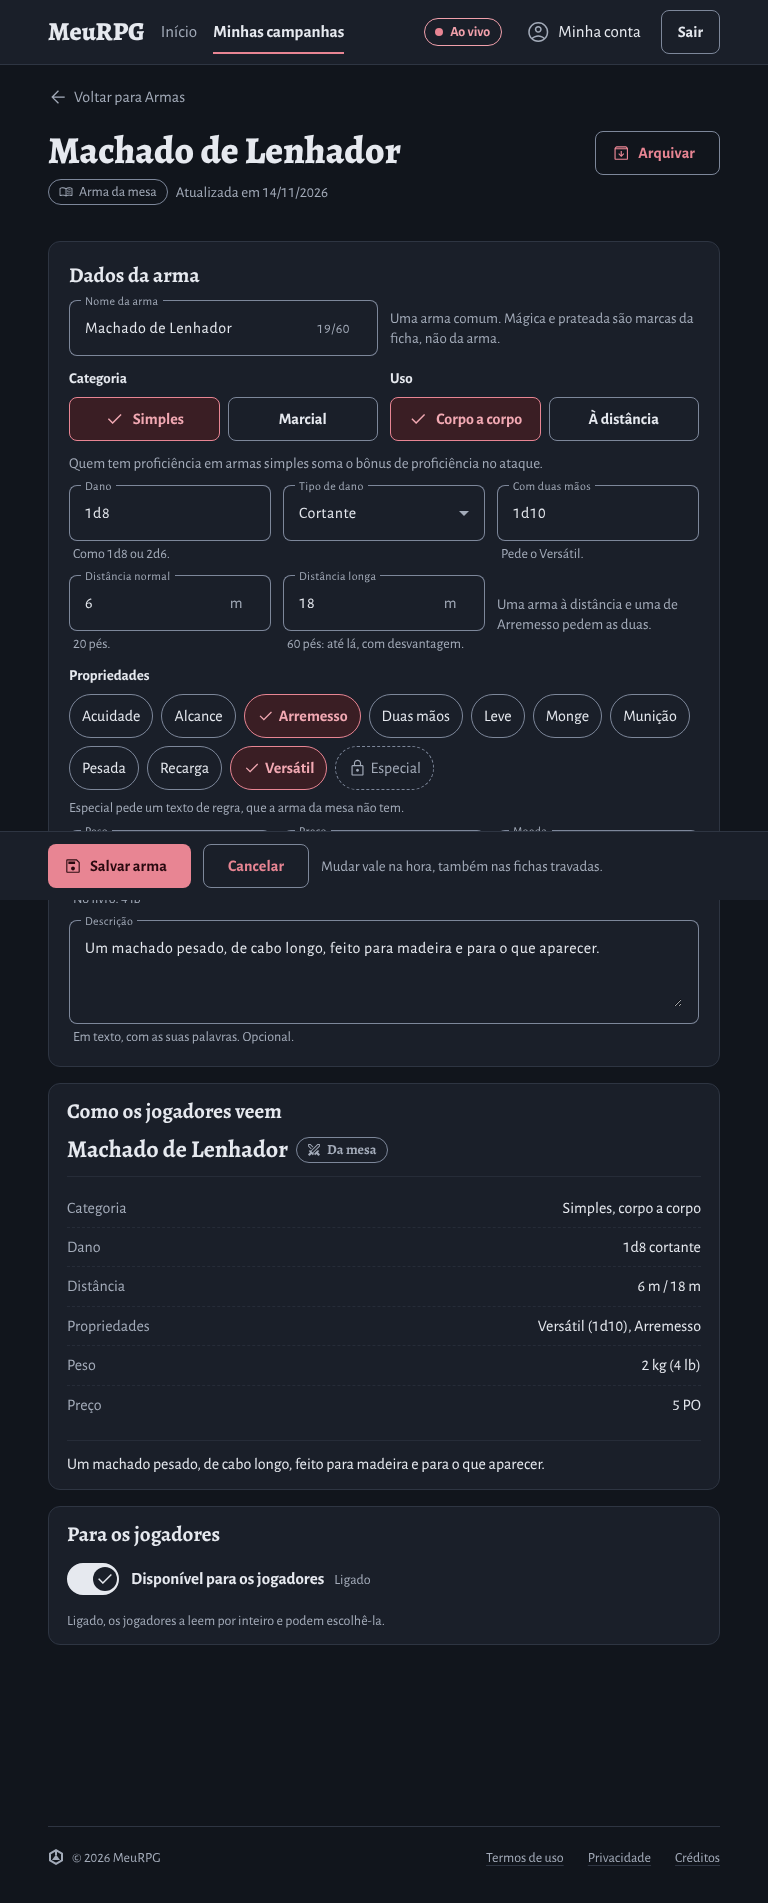 MeuRPG Início Minhas campanhas Ao vivo Minha conta Sair
Voltar para Armas
Machado de Lenhador
Arquivar
Arma da mesa Atualizada em 14/11/2026
Dados da arma
Nome da arma
Machado de Lenhador 19/60
Uma arma comum. Mágica e prateada são marcas da
ficha, não da arma.
Categoria Uso
Simples Marcial Corpo a corpo À distância
Quem tem proficiência em armas simples soma o bônus de proficiência no ataque.
Dano Tipo de dano Com duas mãos
1d8 Cortante 1d10
Como 1d8 ou 2d6. Pede o Versátil.
Distância normal Distância longa
6 m 18 m
Uma arma à distância e uma de
Arremesso pedem as duas.
20 pés. 60 pés: até lá, com desvantagem.
Propriedades
Acuidade Alcance Arremesso Duas mãos Leve Monge Munição
Pesada Recarga Versátil Especial
Especial pede um texto de regra, que a arma da mesa não tem.
Peso Preço Moeda
Salvar arma Cancelar Mudar vale na hora, também nas fichas travadas.
No livro: 4 lb
Descrição
Um machado pesado, de cabo longo, feito para madeira e para o que aparecer.
Em texto, com as suas palavras. Opcional.
Como os jogadores veem
Machado de Lenhador Da mesa
Categoria Simples, corpo a corpo
Dano 1d8 cortante
Distância 6 m / 18 m
Propriedades Versátil (1d10), Arremesso
Peso 2 kg (4 lb)
Preço 5 PO
Um machado pesado, de cabo longo, feito para madeira e para o que aparecer.
Para os jogadores
Disponível para os jogadores Ligado
Ligado, os jogadores a leem por inteiro e podem escolhê-la.
© 2026 MeuRPG Termos de uso Privacidade Créditos